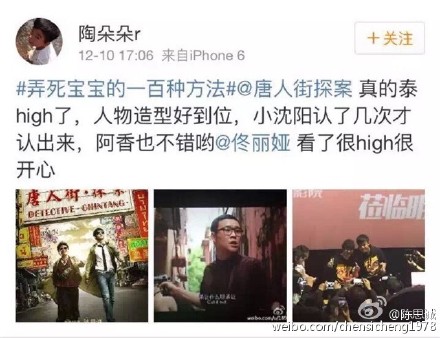 陶朵朵r
12-10 17:06 来自iPhone 6
+关注
#弄死宝宝的一百种方法#@唐人街探案 真的泰
high了，人物造型好到位，小沈阳认了几次才
认出来，阿香也不错哟@佟丽娅 看了很high很
开心
唐人街·探案
DETECTIVE·CHINATOWN
莅临
@陈思诚
weibo.com/chensicheng1978